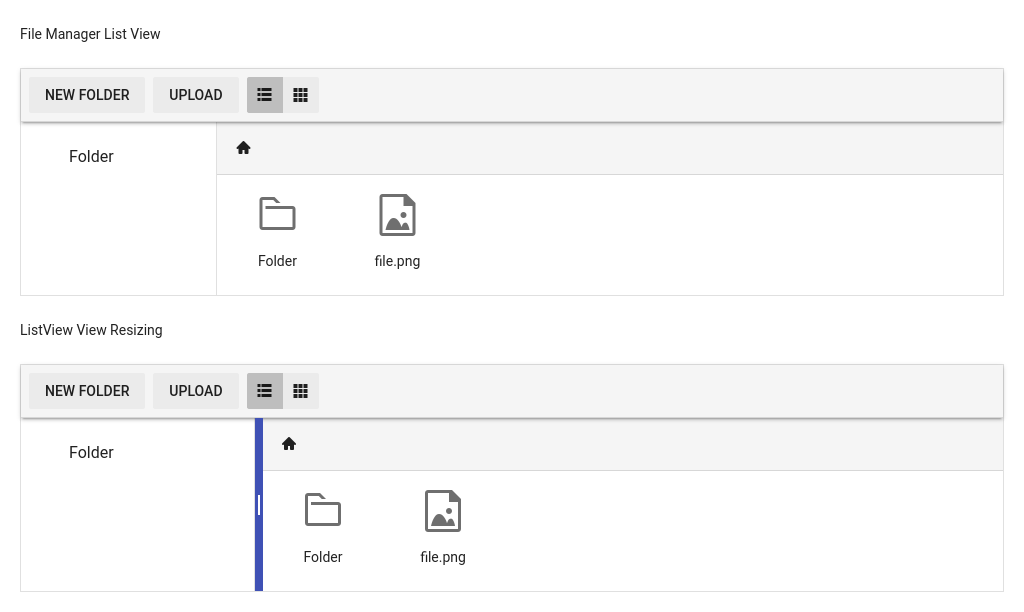 File Manager List View
NEW FOLDER UPLOAD
Folder
Folder file.png
ListView View Resizing
NEW FOLDER UPLOAD
Folder
Folder file.png